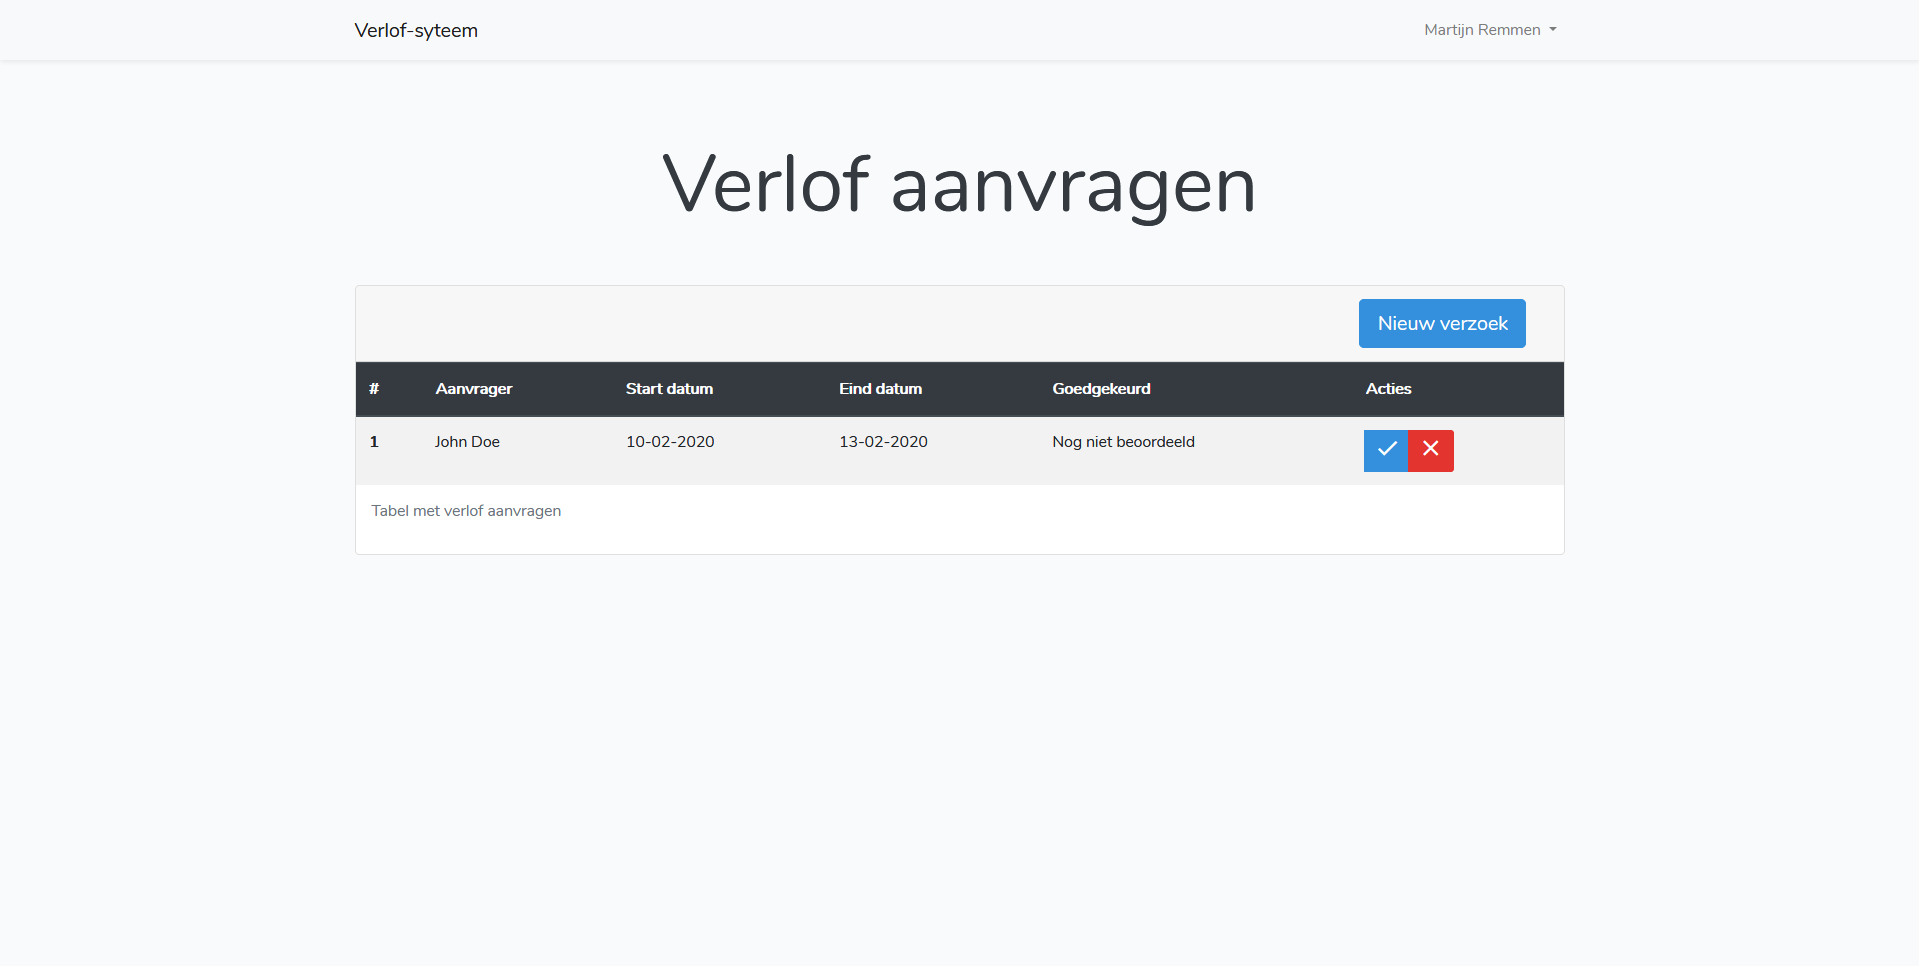 Verlof-syteem
Martijn Remmen
Verlof aanvragen
Nieuw verzoek
# Aanvrager Start datum Eind datum Goedgekeurd Acties
1 John Doe 10-02-2020 13-02-2020 Nog niet beoordeeld
Tabel met verlof aanvragen